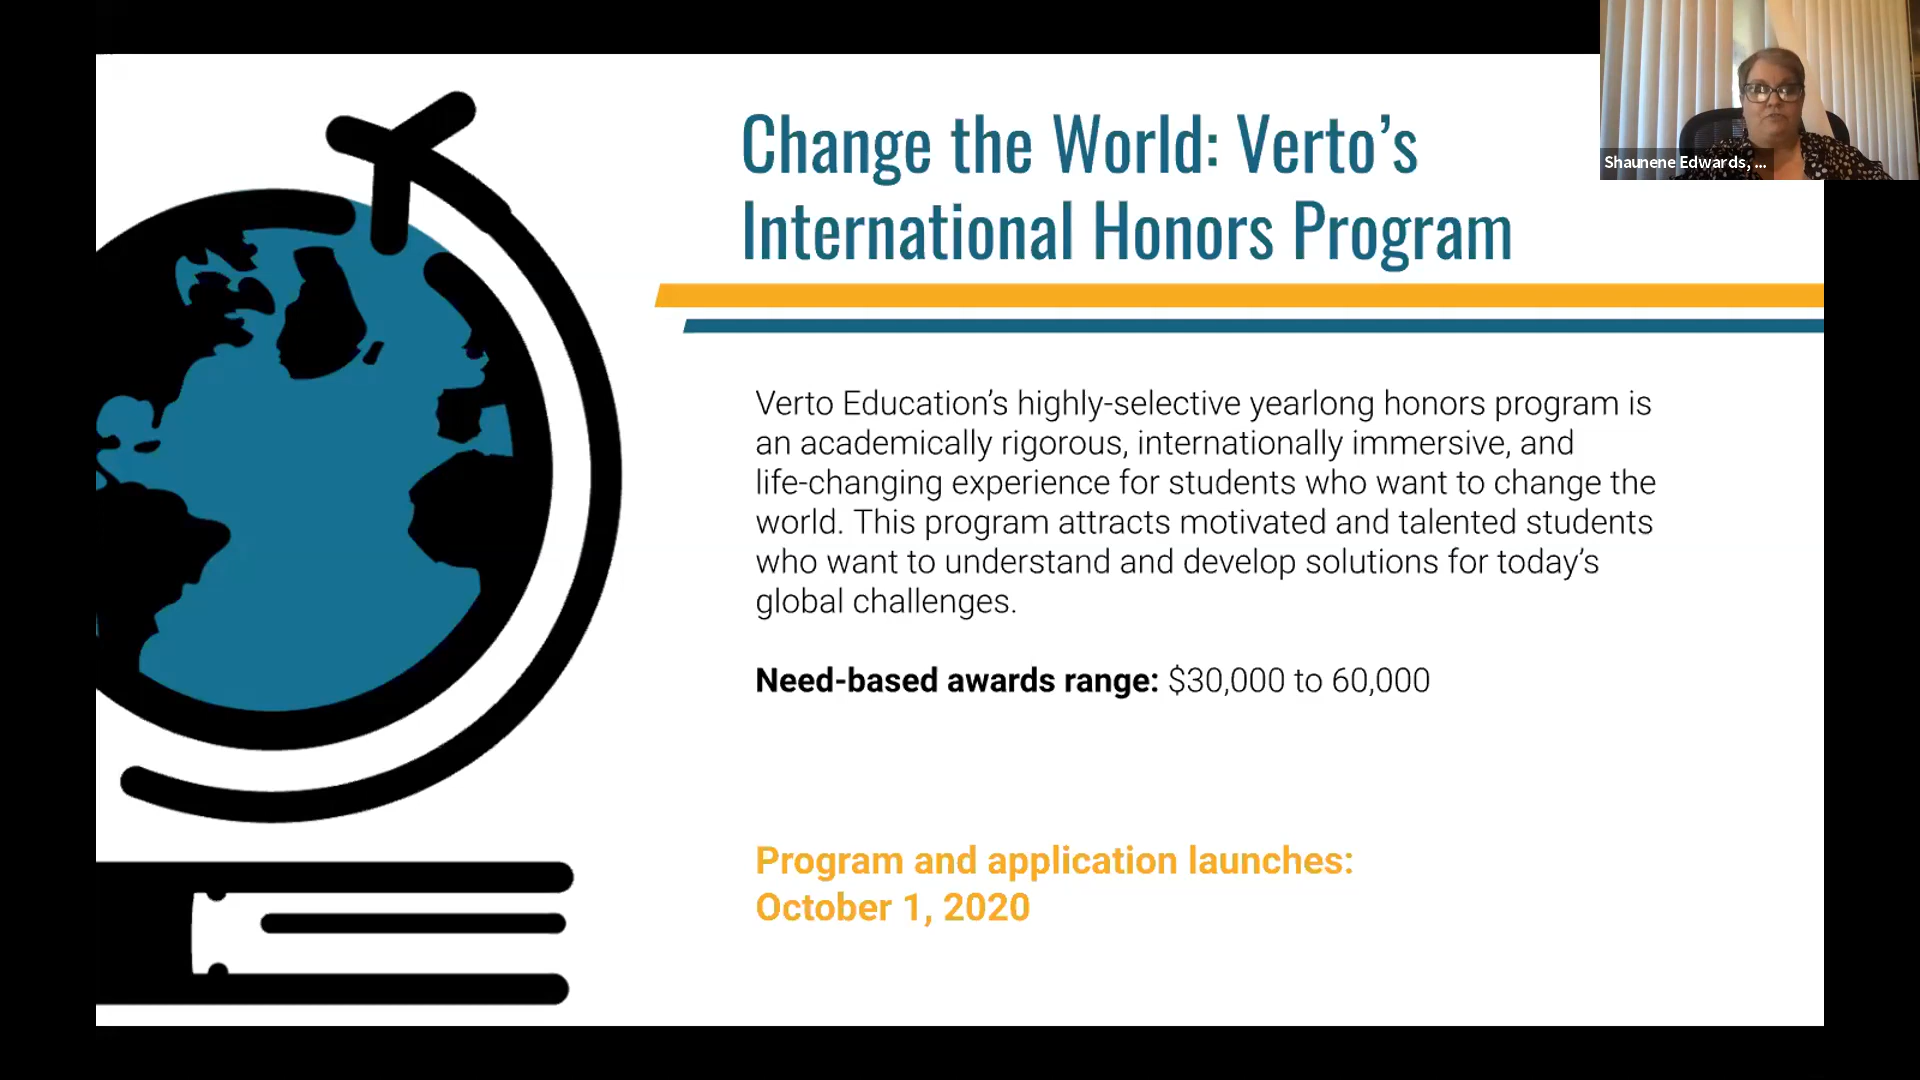 Change the World: Verto’s
International Honors Program
Shaunene Edwards, ...
Verto Education’s highly-selective yearlong honors program is
an academically rigorous, internationally immersive, and
life-changing experience for students who want to change the
world. This program attracts motivated and talented students
who want to understand and develop solutions for today’s
global challenges.
Need-based awards range: $30,000 to 60,000
Program and application launches:
October 1, 2020